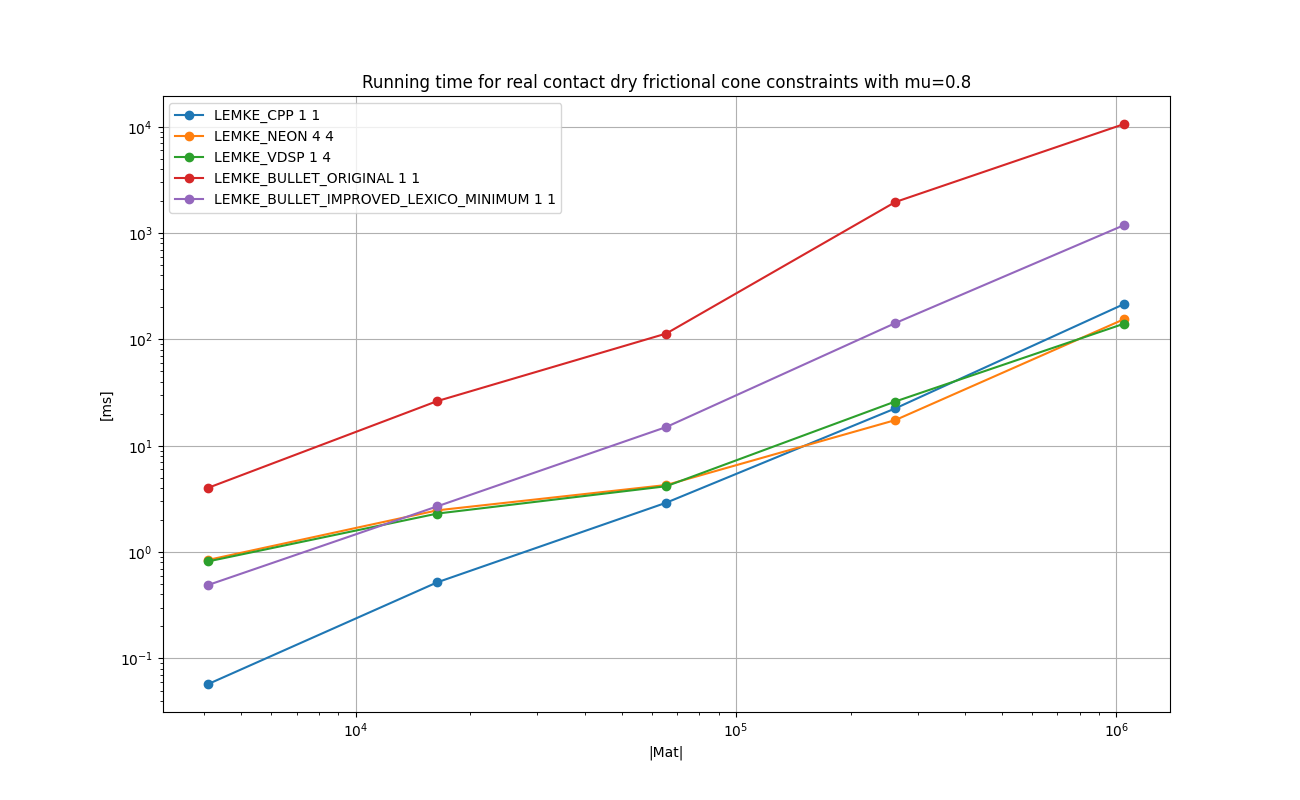 Running time for real contact dry frictional cone constraints with mu=0.8
LEMKE_CPP 1 1
LEMKE_NEON 4 4
LEMKE_VDSP 1 4
LEMKE_BULLET_ORIGINAL 1 1
LEMKE_BULLET_IMPROVED_LEXICO_MINIMUM 1 1
10⁴
10³
10²
10¹
10⁰
10⁻¹
[ms]
10⁴ 10⁵ 10⁶
|Mat|